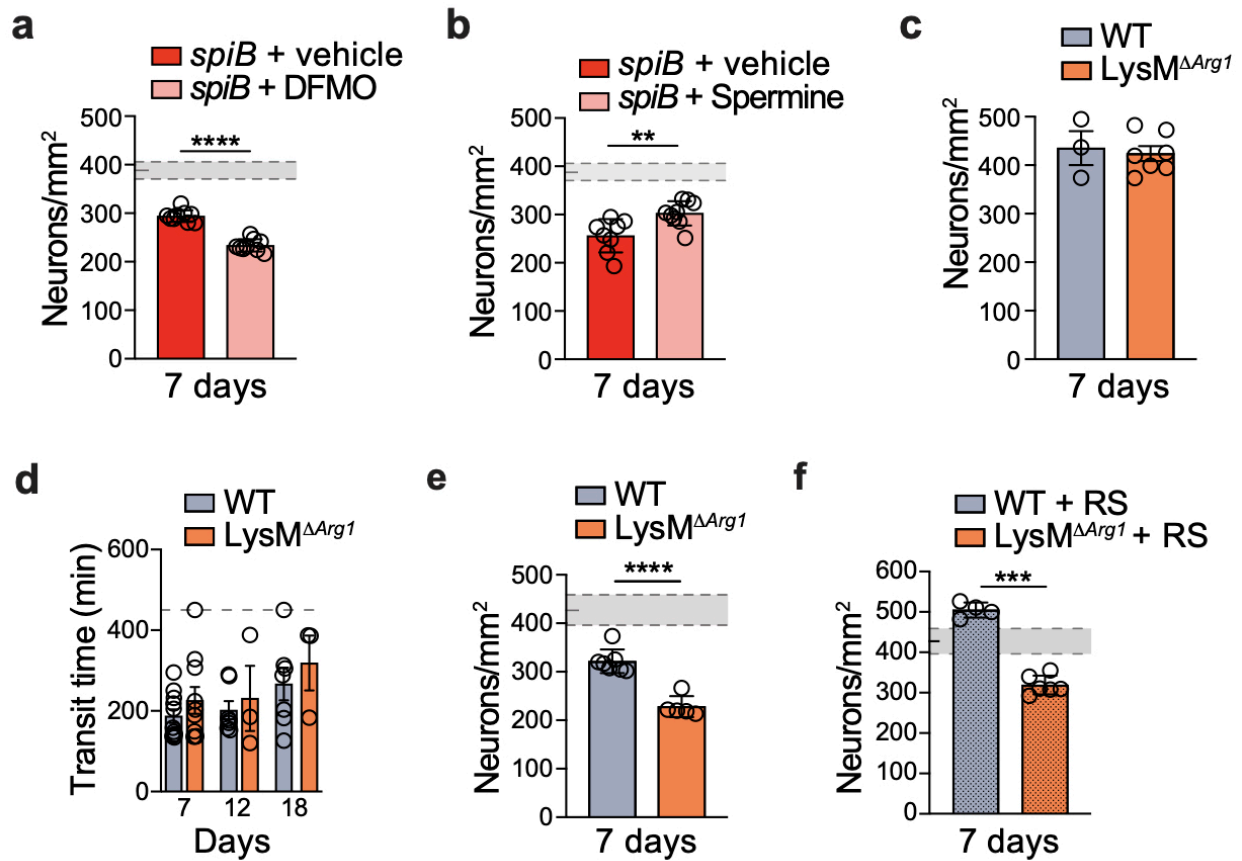 a
spiB + vehicle
spiB + DFMO
Neurons/mm²
500
400
300
200
100
0
****
7 days
b
spiB + vehicle
spiB + Spermine
Neurons/mm²
500
400
300
200
100
0
**
7 days
c
WT
LysMΔArg1
Neurons/mm²
500
400
300
200
100
0
7 days
d
WT
LysMΔArg1
Transit time (min)
600
400
200
0
7 12 18
Days
e
WT
LysMΔArg1
Neurons/mm²
500
400
300
200
100
0
****
7 days
f
WT + RS
LysMΔArg1 + RS
Neurons/mm²
600
500
400
300
200
100
0
***
7 days